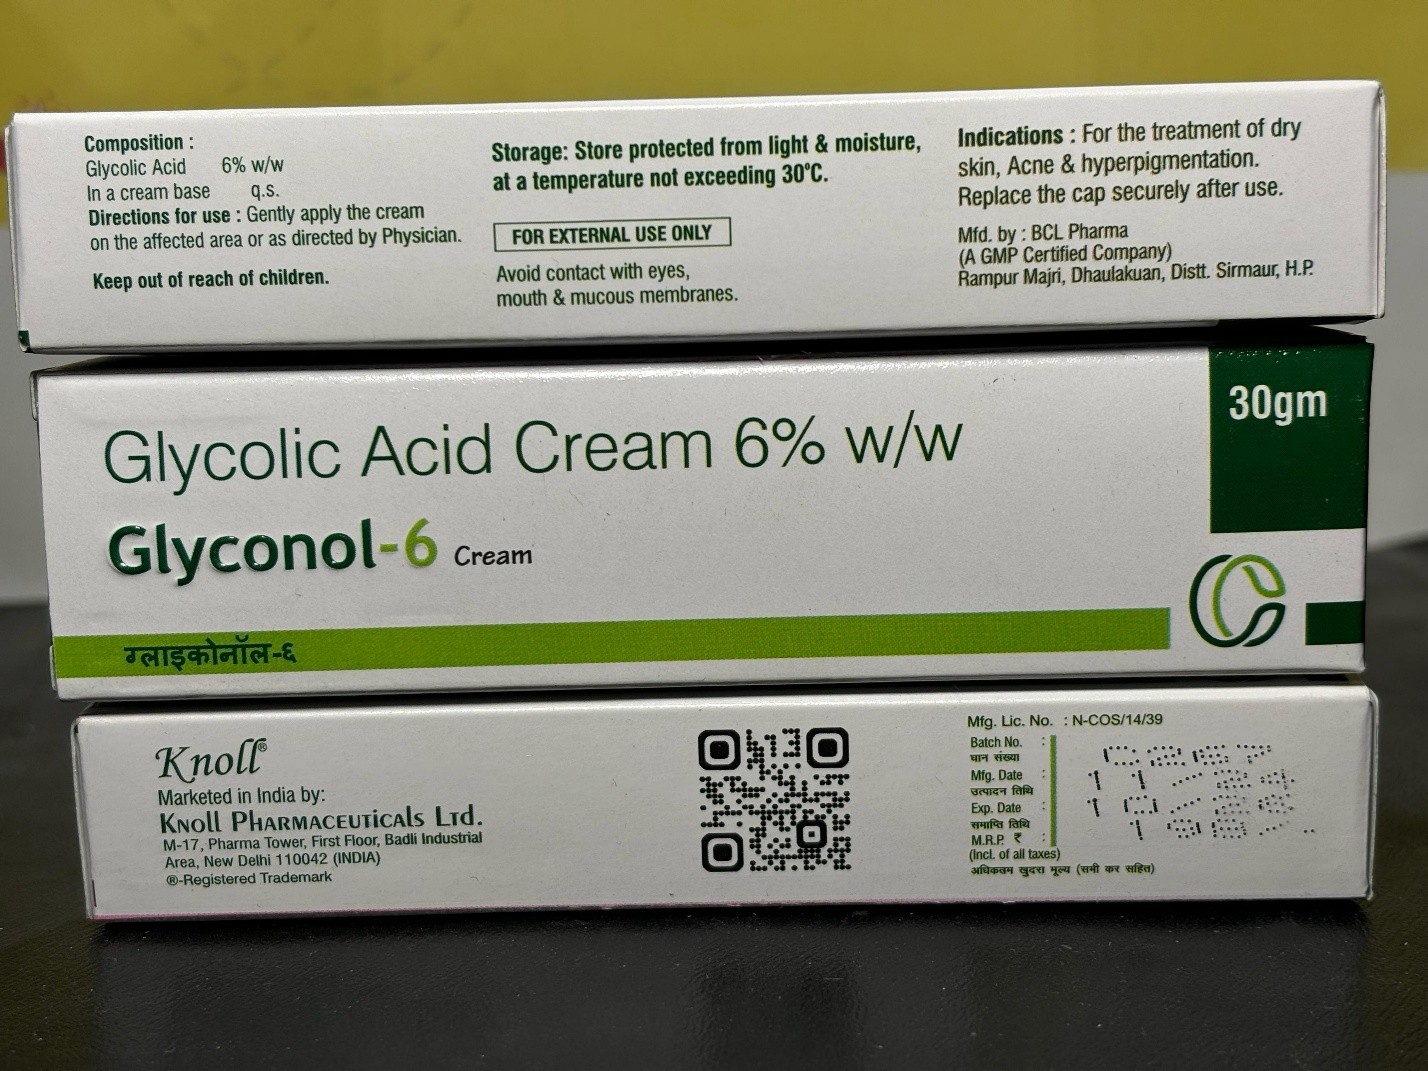 Composition :
Glycolic Acid 6% w/w
In a cream base q.s.
Directions for use : Gently apply the cream
on the affected area or as directed by Physician.
Keep out of reach of children.
Storage: Store protected from light & moisture,
at a temperature not exceeding 30°C.
FOR EXTERNAL USE ONLY
Avoid contact with eyes,
mouth & mucous membranes.
Indications : For the treatment of dry
skin, Acne & hyperpigmentation.
Replace the cap securely after use.
Mfd. by : BCL Pharma
(A GMP Certified Company)
Rampur Majri, Dhaulakuan, Distt. Sirmaur, H.P.
30gm
Glycolic Acid Cream 6% w/w
Glyconol-6 Cream
ग्लाइकोनॉल-६
Knoll®
Marketed in India by:
KNOLL PHARMACEUTICALS LTD.
M-17, Pharma Tower, First Floor, Badli Industrial
Area, New Delhi 110042 (INDIA)
®-Registered Trademark
Mfg. Lic. No. : N-COS/14/39
Batch No. :
घान संख्या
Mfg. Date :
उत्पादन तिथि
Exp. Date :
समाप्ति तिथि
M.R.P. ₹ :
(Incl. of all taxes)
अधिकतम खुदरा मूल्य (सभी कर सहित)